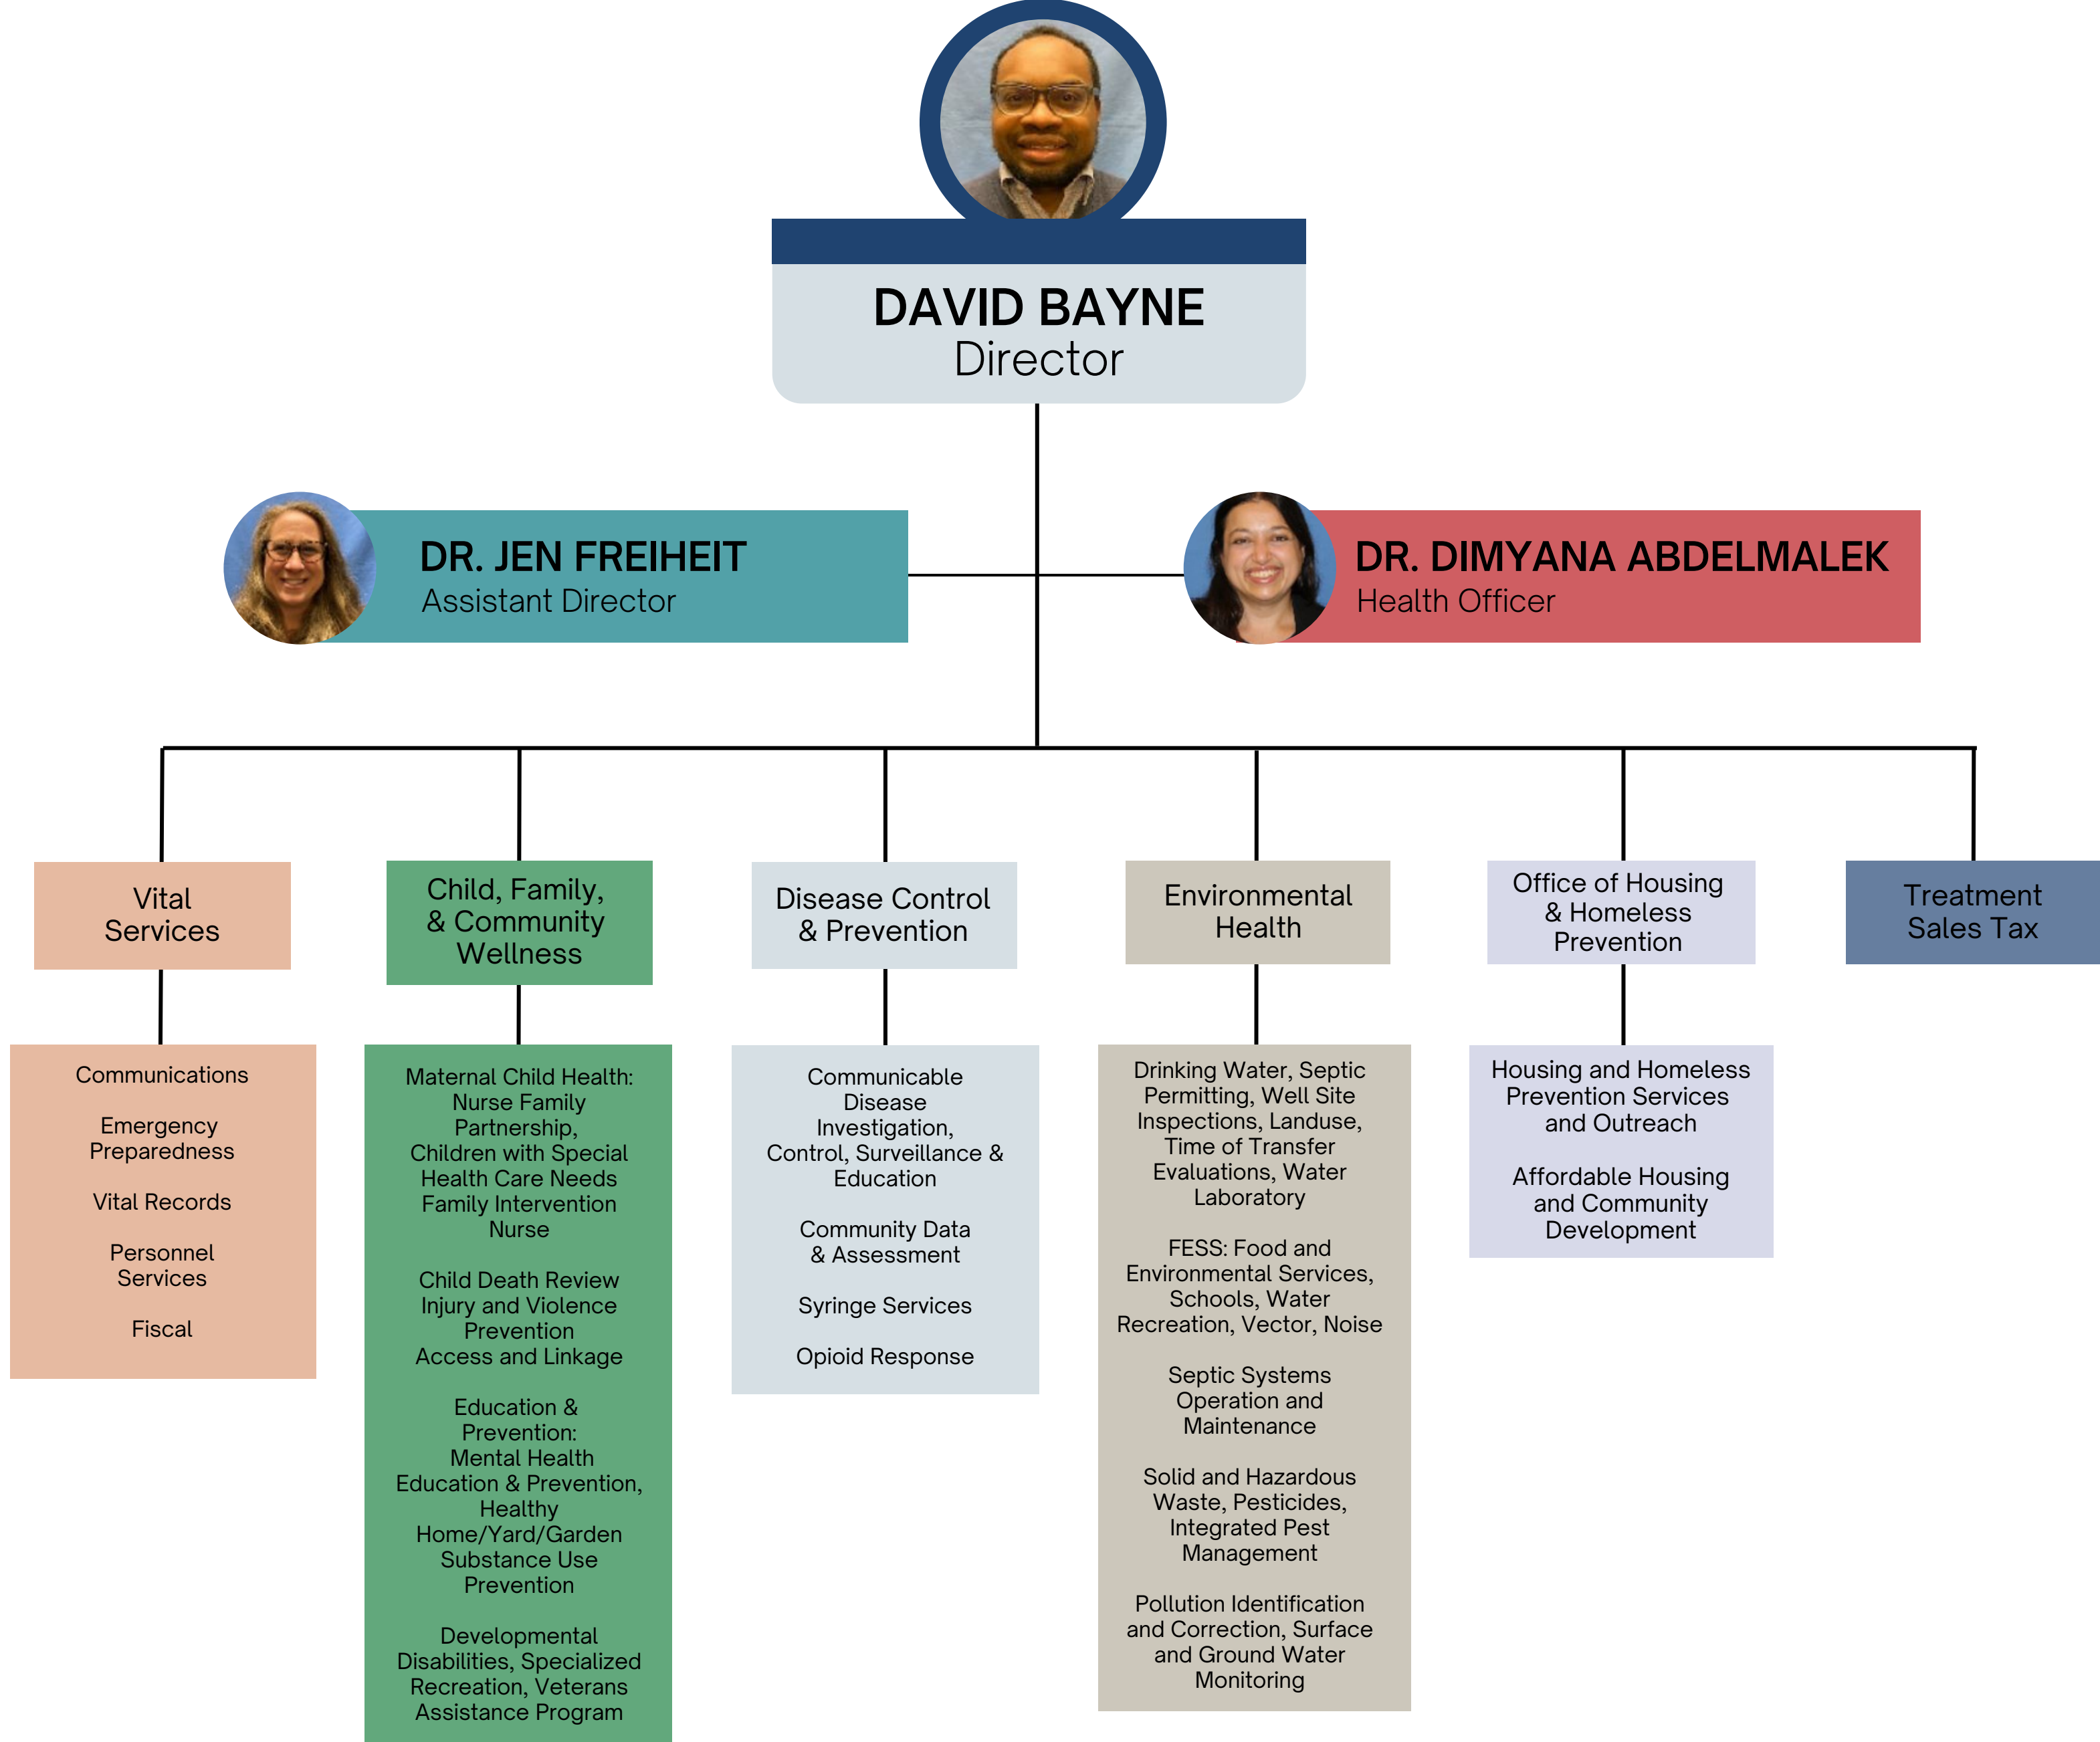 DAVID BAYNE
Director
DR. JEN FREIHEIT
Assistant Director
DR. DIMYANA ABDELMALEK
Health Officer
Vital
Services
Child, Family,
& Community
Wellness
Disease Control
& Prevention
Environmental
Health
Office of Housing
& Homeless
Prevention
Treatment
Sales Tax
Communications
Emergency
Preparedness
Vital Records
Personnel
Services
Fiscal
Maternal Child Health:
Nurse Family
Partnership,
Children with Special
Health Care Needs
Family Intervention
Nurse
Child Death Review
Injury and Violence
Prevention
Access and Linkage
Education &
Prevention:
Mental Health
Education & Prevention,
Healthy
Home/Yard/Garden
Substance Use
Prevention
Developmental
Disabilities, Specialized
Recreation, Veterans
Assistance Program
Communicable
Disease
Investigation,
Control, Surveillance &
Education
Community Data
& Assessment
Syringe Services
Opioid Response
Drinking Water, Septic
Permitting, Well Site
Inspections, Landuse,
Time of Transfer
Evaluations, Water
Laboratory
FESS: Food and
Environmental Services,
Schools, Water
Recreation, Vector, Noise
Septic Systems
Operation and
Maintenance
Solid and Hazardous
Waste, Pesticides,
Integrated Pest
Management
Pollution Identification
and Correction, Surface
and Ground Water
Monitoring
Housing and Homeless
Prevention Services
and Outreach
Affordable Housing
and Community
Development